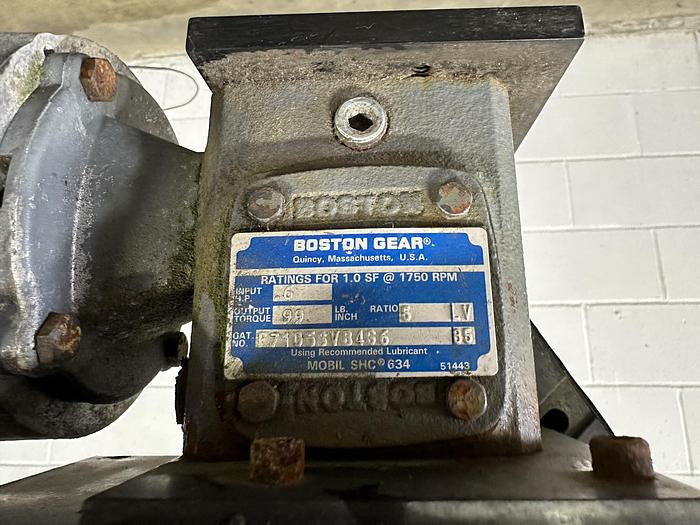 BOSTON
BOSTON GEAR®
Quincy, Massachusetts, U.S.A.
RATINGS FOR 1.0 SF @ 1750 RPM
INPUT H.P.
OUTPUT TORQUE 99 LB. INCH RATIO 5
CAT. NO.
Using Recommended Lubricant
MOBIL SHC® 634 51443
BOSTON